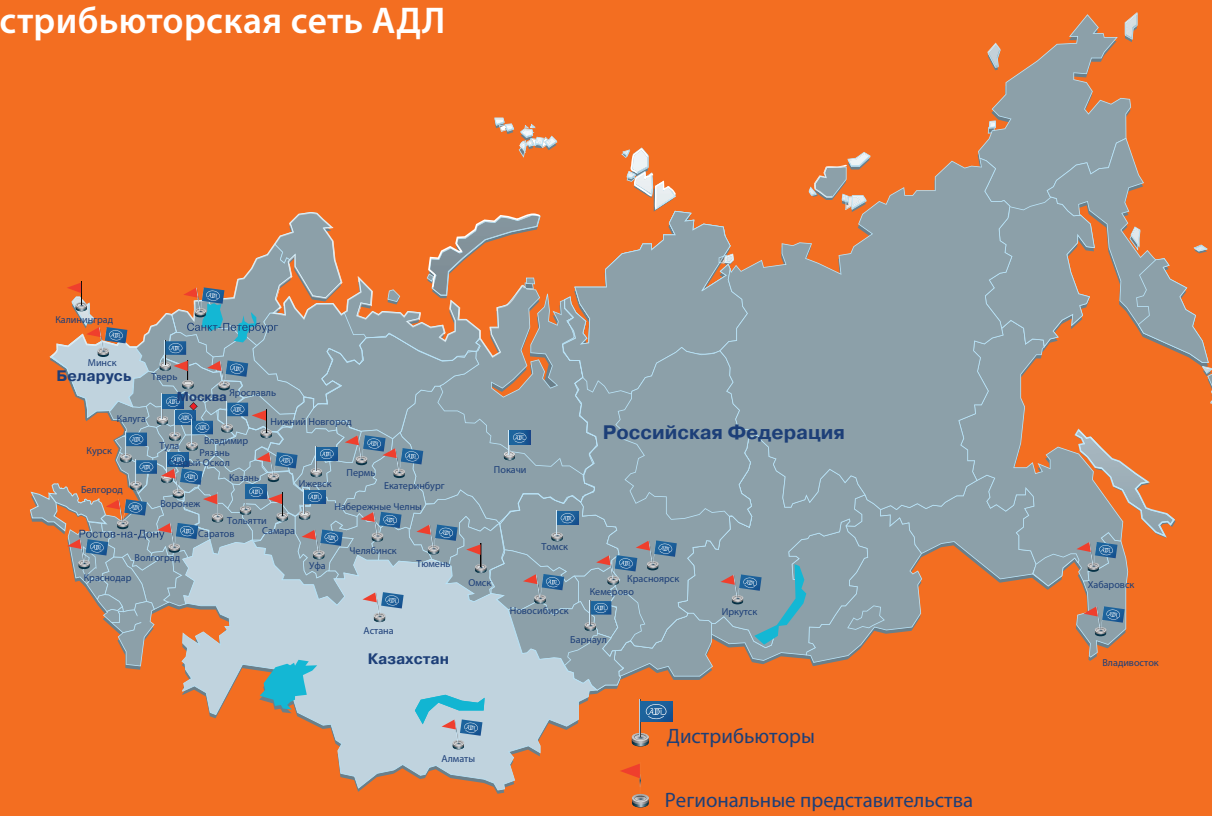 стрибьюторская сеть АДЛ
Калининград
Санкт-Петербург
Минск
Беларусь
Тверь
Ярославль
Москва
Калуга
Нижний Новгород
Владимир
Тула
Рязань
Российская Федерация
Курск
Оскол
Покачи
Пермь
Казань
Ижевск
Екатеринбург
Белгород
Воронеж
Набережные Челны
Тольятти
Самара
Саратов
Ростов-на-Дону
Волгоград
Челябинск
Томск
Уфа
Тюмень
Краснодар
Омск
Красноярск
Кемерово
Хабаровск
Новосибирск
Иркутск
Астана
Барнаул
Казахстан
Владивосток
Алматы
ADL
Дистрибьюторы
Региональные представительства